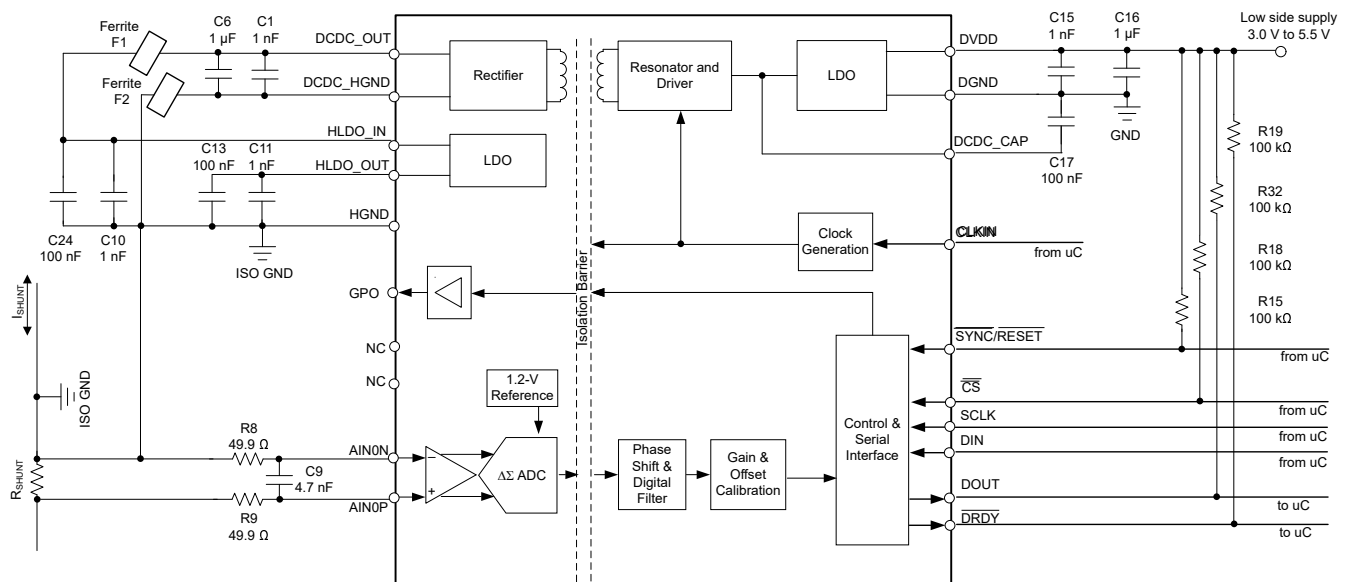 Ferrite
F1
C6
1 µF
C1
1 nF
DCDC_OUT
Ferrite
F2
DCDC_HGND
HLDO_IN
C13
100 nF
C11
1 nF
HLDO_OUT
HGND
C24
100 nF
C10
1 nF
ISO GND
Rectifier
LDO
Resonator and
Driver
LDO
DVDD
DGND
DCDC_CAP
C15
1 nF
C16
1 µF
Low side supply
3.0 V to 5.5 V
GND
C17
100 nF
R19
100 kΩ
R32
100 kΩ
R18
100 kΩ
R15
100 kΩ
Clock
Generation
CLKIN
from uC
Isolation Barrier
GPO
NC
NC
ISHUNT
ISO GND
RSHUNT
R8
49.9 Ω
C9
4.7 nF
R9
49.9 Ω
AIN0N
AIN0P
−
+
1.2-V
Reference
ΔΣ ADC
Phase
Shift &
Digital
Filter
Gain &
Offset
Calibration
Control &
Serial
Interface
SYNC/RESET
from uC
CS
from uC
SCLK
from uC
DIN
from uC
DOUT
to uC
DRDY
to uC